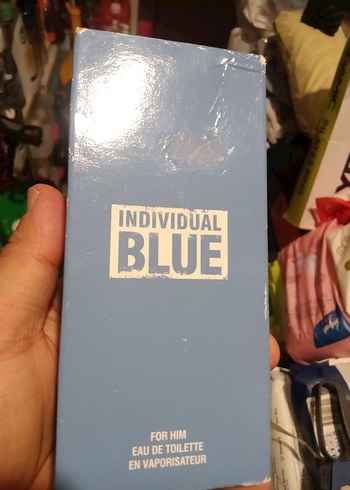 INDIVIDUAL
BLUE
FOR HIM
EAU DE TOILETTE
EN VAPORISATEUR